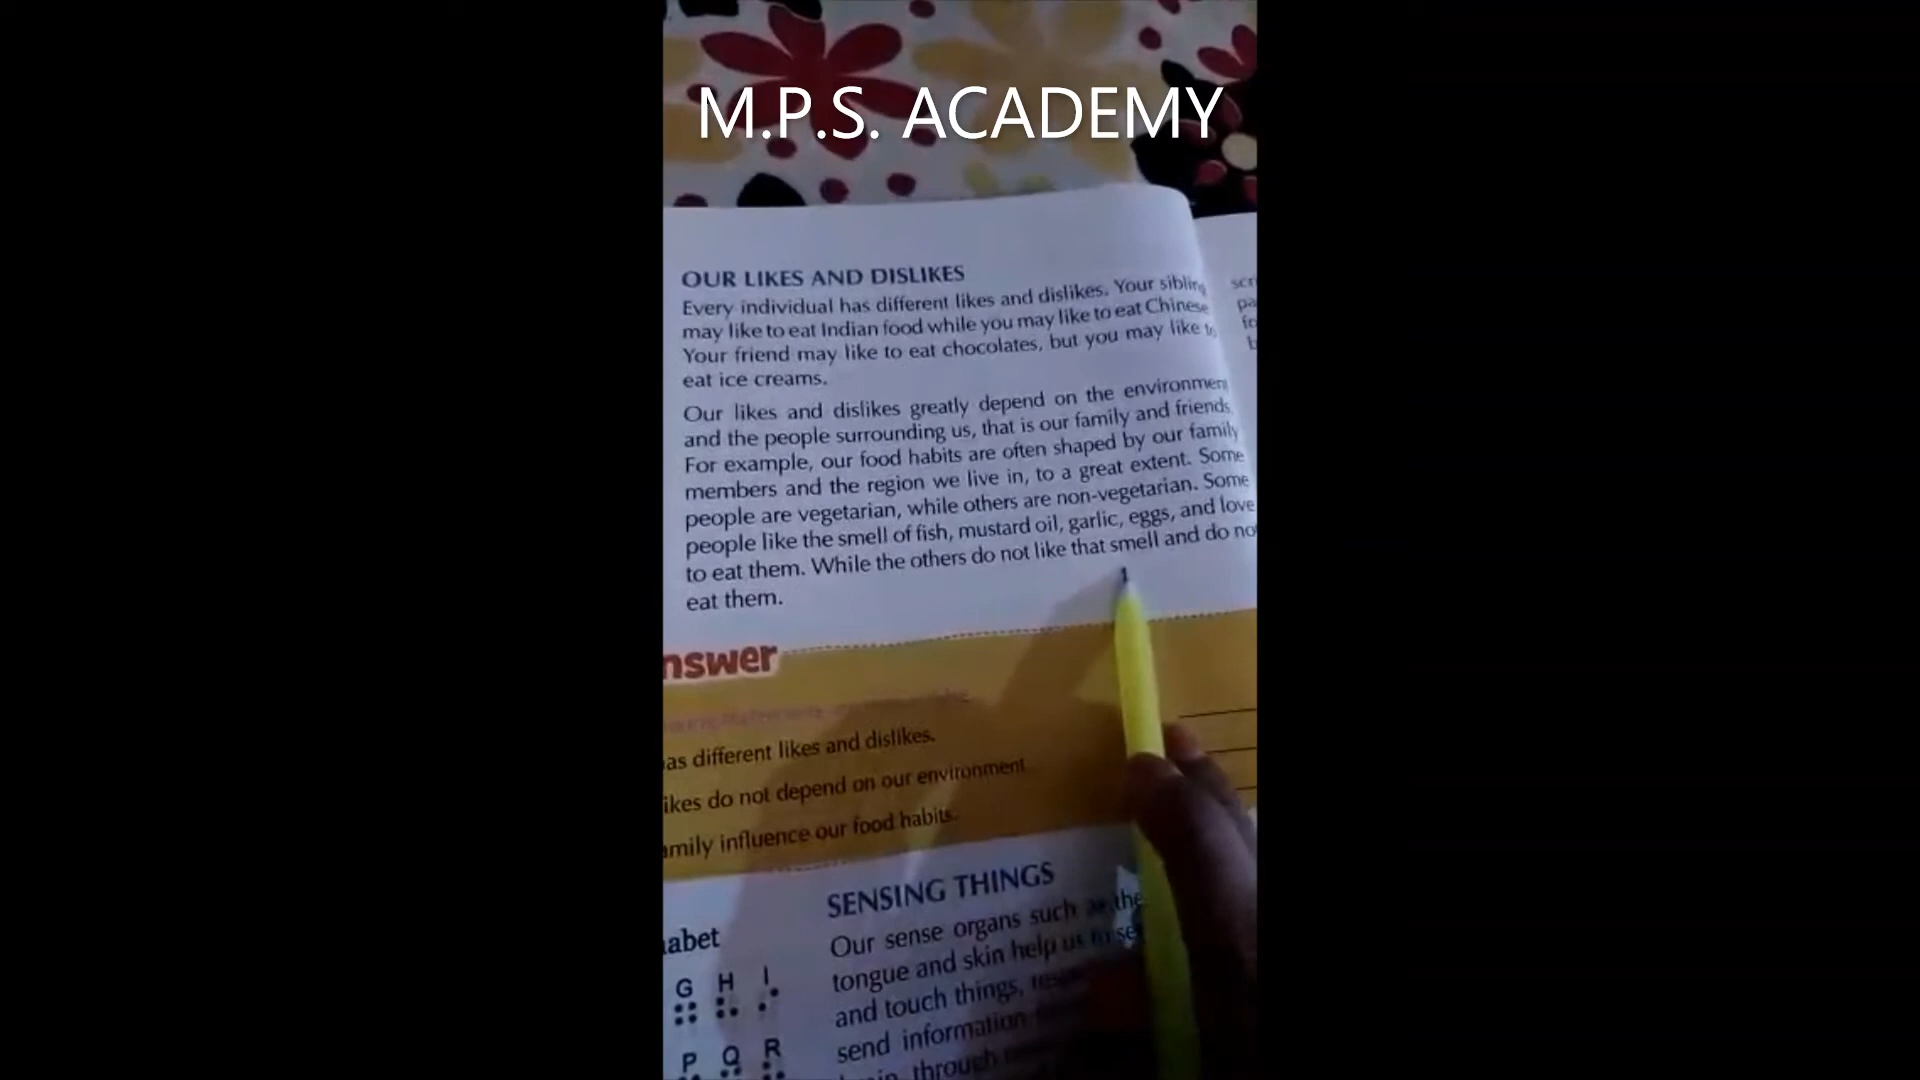 M.P.S. ACADEMY
OUR LIKES AND DISLIKES
Every individual has different likes and dislikes. Your sibling
may like to eat Indian food while you may like to eat Chinese
Your friend may like to eat chocolates, but you may like to
eat ice creams.
Our likes and dislikes greatly depend on the environment
and the people surrounding us, that is our family and friends.
For example, our food habits are often shaped by our family
members and the region we live in, to a great extent. Some
people are vegetarian, while others are non-vegetarian. Some
people like the smell of fish, mustard oil, garlic, eggs, and love
to eat them. While the others do not like that smell and do no
eat them.
nswer
as different likes and dislikes.
ikes do not depend on our environment
amily influence our food habits.
abet
G H I
P Q R
SENSING THINGS
Our sense organs such as the
tongue and skin help us to se
and touch things,
send information
through